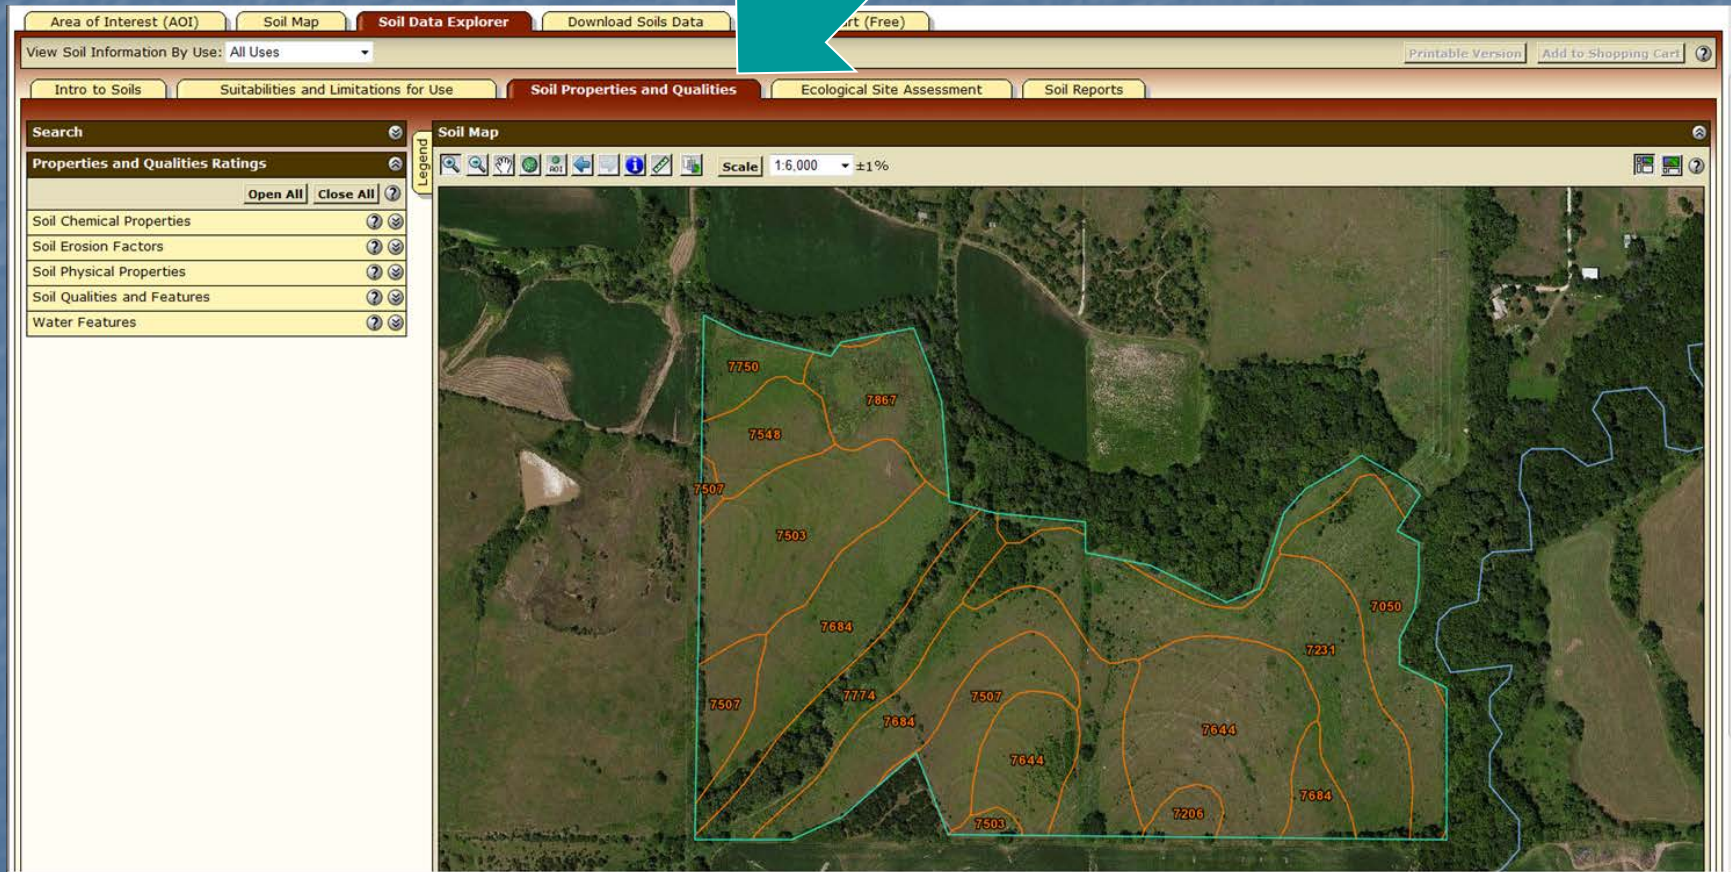 Area of Interest (AOI) Soil Map Soil Data Explorer Download Soils Data (Free)
View Soil Information By Use: All Uses Printable Version Add to Shopping Cart
Intro to Soils Suitabilities and Limitations for Use Soil Properties and Qualities Ecological Site Assessment Soil Reports
Search
Properties and Qualities Ratings
Open All Close All
Soil Chemical Properties
Soil Erosion Factors
Soil Physical Properties
Soil Qualities and Features
Water Features
Legend
Soil Map
AOI Scale 1:6,000 ±1%
7750
7867
7548
7507
7503
7684
7050
7231
7507
7774
7507
7684
7644
7644
7684
7206
7503